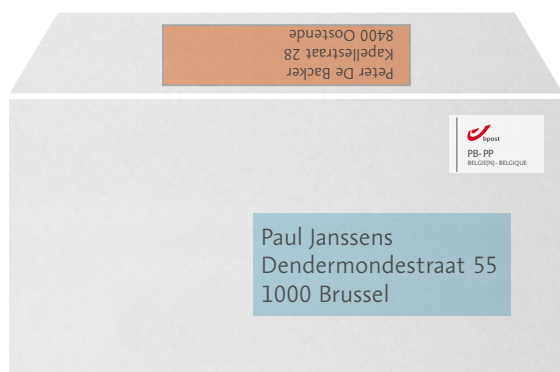 Peter De Backer
Kapellestraat 28
8400 Oostende
bpost
PB- PP
BELGIE(N) - BELGIQUE
Paul Janssens
Dendermondestraat 55
1000 Brussel